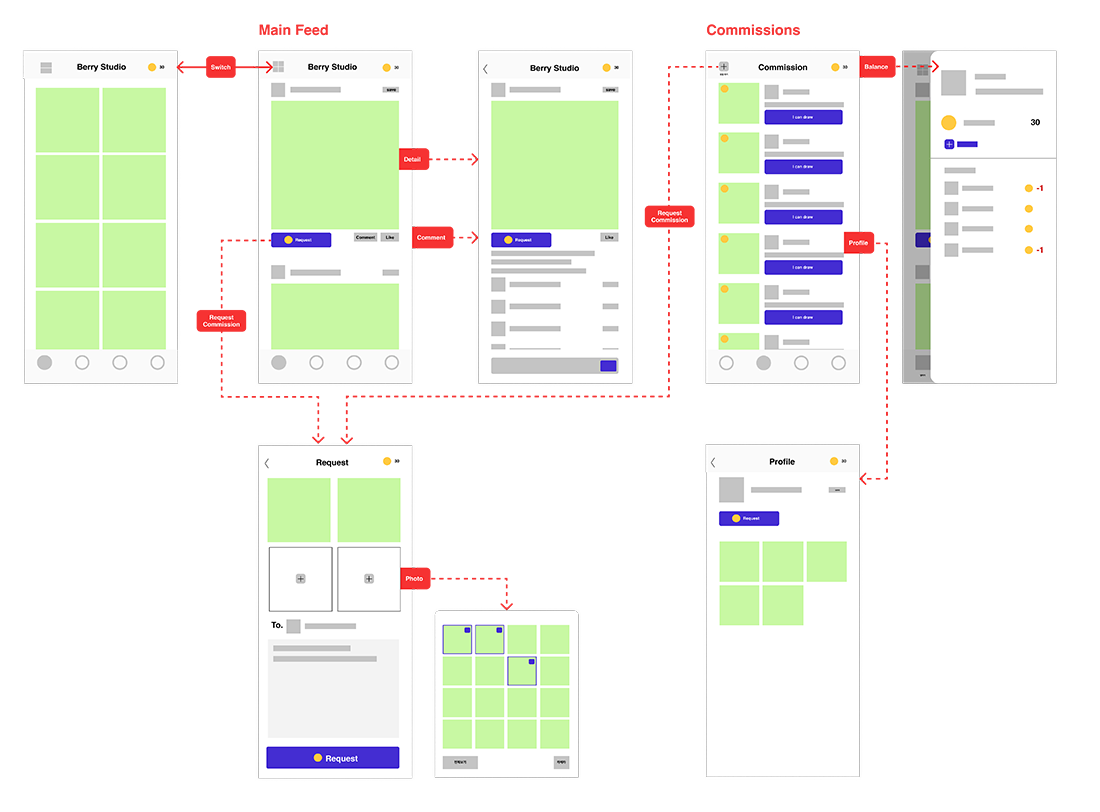 Main Feed
Commissions
Berry Studio
30
Switch
Berry Studio
30
Berry Studio
30
Commission
30
Balance
30
-1
-1
I can draw
I can draw
I can draw
I can draw
I can draw
Detail
Request
Comment
Like
Comment
Request
Like
Request
Commission
Profile
Request
Commission
Request
30
Photo
To.
Request
Profile
30
Request